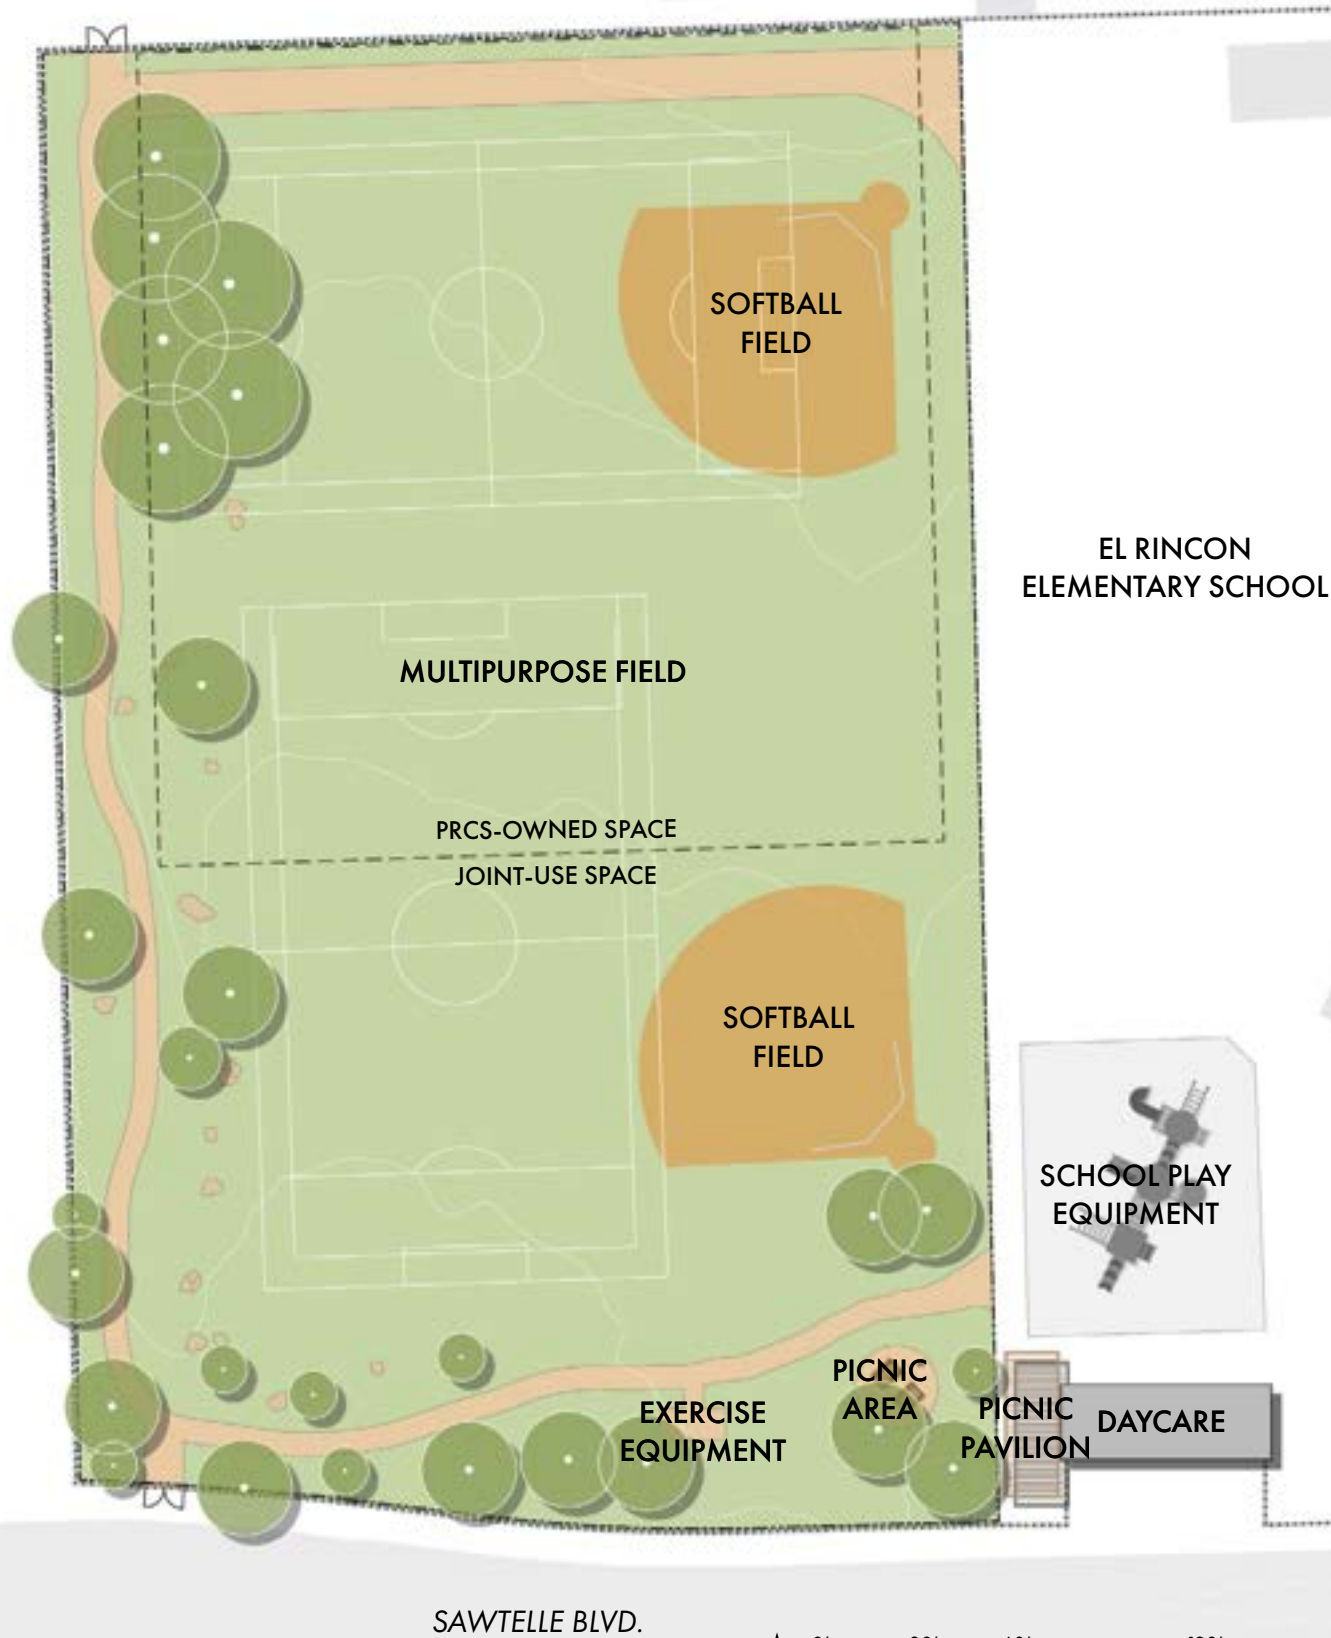 SOFTBALL
FIELD
EL RINCON
ELEMENTARY SCHOOL
MULTIPURPOSE FIELD
PRCS-OWNED SPACE
JOINT-USE SPACE
SOFTBALL
FIELD
SCHOOL PLAY
EQUIPMENT
PICNIC
AREA
EXERCISE
EQUIPMENT
PICNIC
PAVILION
DAYCARE
SAWTELLE BLVD.